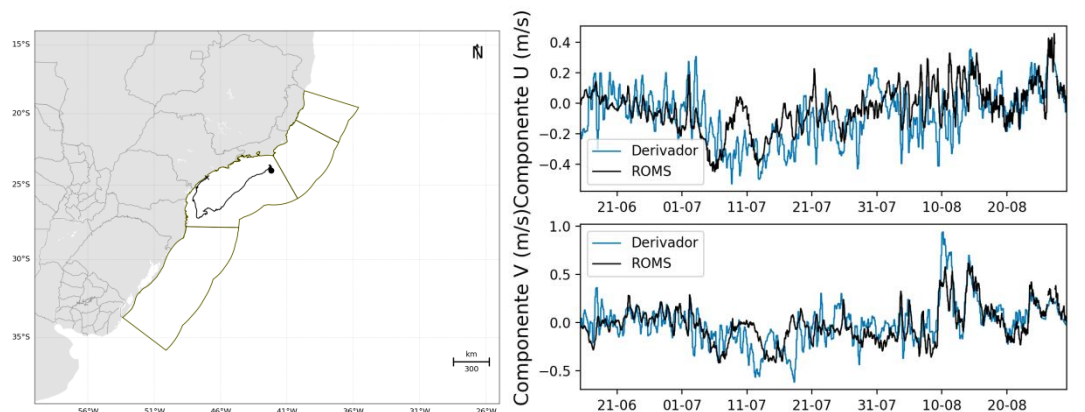 15°S
20°S
25°S
30°S
35°S
56°W 51°W 46°W 41°W 36°W 31°W 26°W
N
km
300
Componente U (m/s)
0.4
0.2
0.0
−0.2
−0.4
Derivador
ROMS
21-06 01-07 11-07 21-07 31-07 10-08 20-08
Componente V (m/s)
1.0
0.5
0.0
−0.5
Derivador
ROMS
21-06 01-07 11-07 21-07 31-07 10-08 20-08